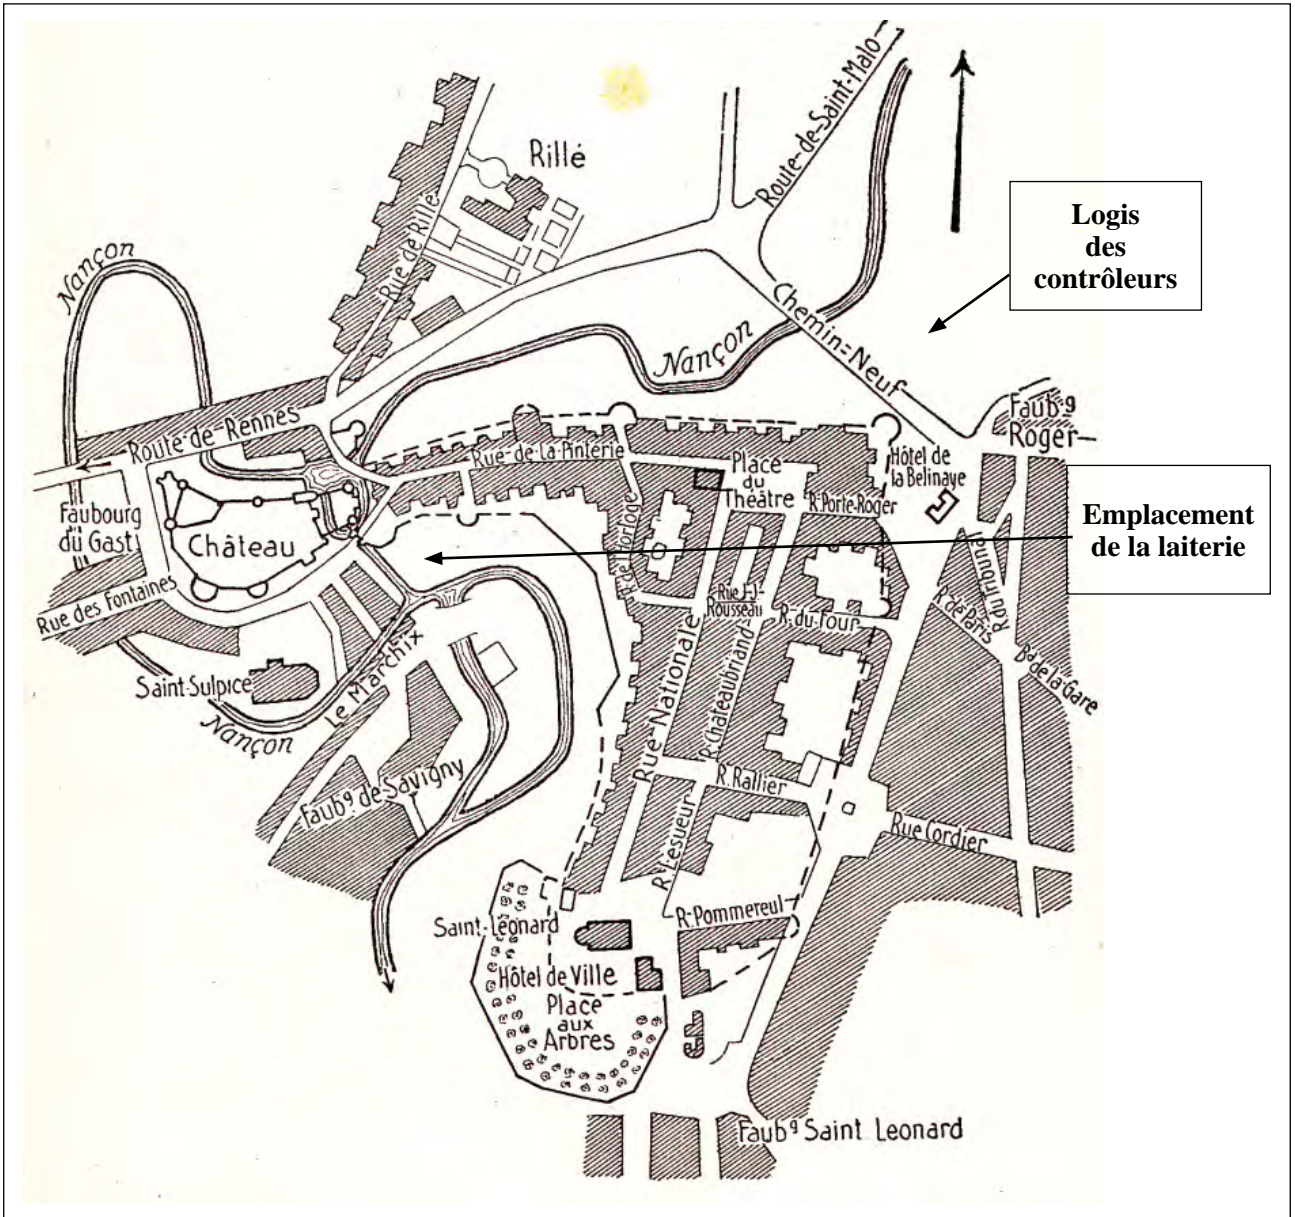 Route-de-Saint-Malo
Rillé
Logis
des
contrôleurs
Rue de Rillé
Nançon
Chemin=Neuf
Nançon
Faubg
Roger
Route-de-Rennes
Rue-de-La-Pinterie
Place
du
Théâtre
Hôtel de
la Belinaye
R. Porte-Roger
Emplacement
de la laiterie
Faubourg
du Gast
Château
R. de l'Horloge
R. du Tribunal
Rue des Fontaines
Rue J-J-
Rousseau
R. du Four
R. de Paris
Bd de la Gare
Saint-Sulpice
Le Marchix
Nançon
Rue-Nationale
R. Chateaubriand
Faubg de Savigny
R. Rallier
R. Lesueur
Rue Cordier
R. Pommereul
Saint-Léonard
Hôtel de Ville
Place
aux
Arbres
Faubg Saint Leonard